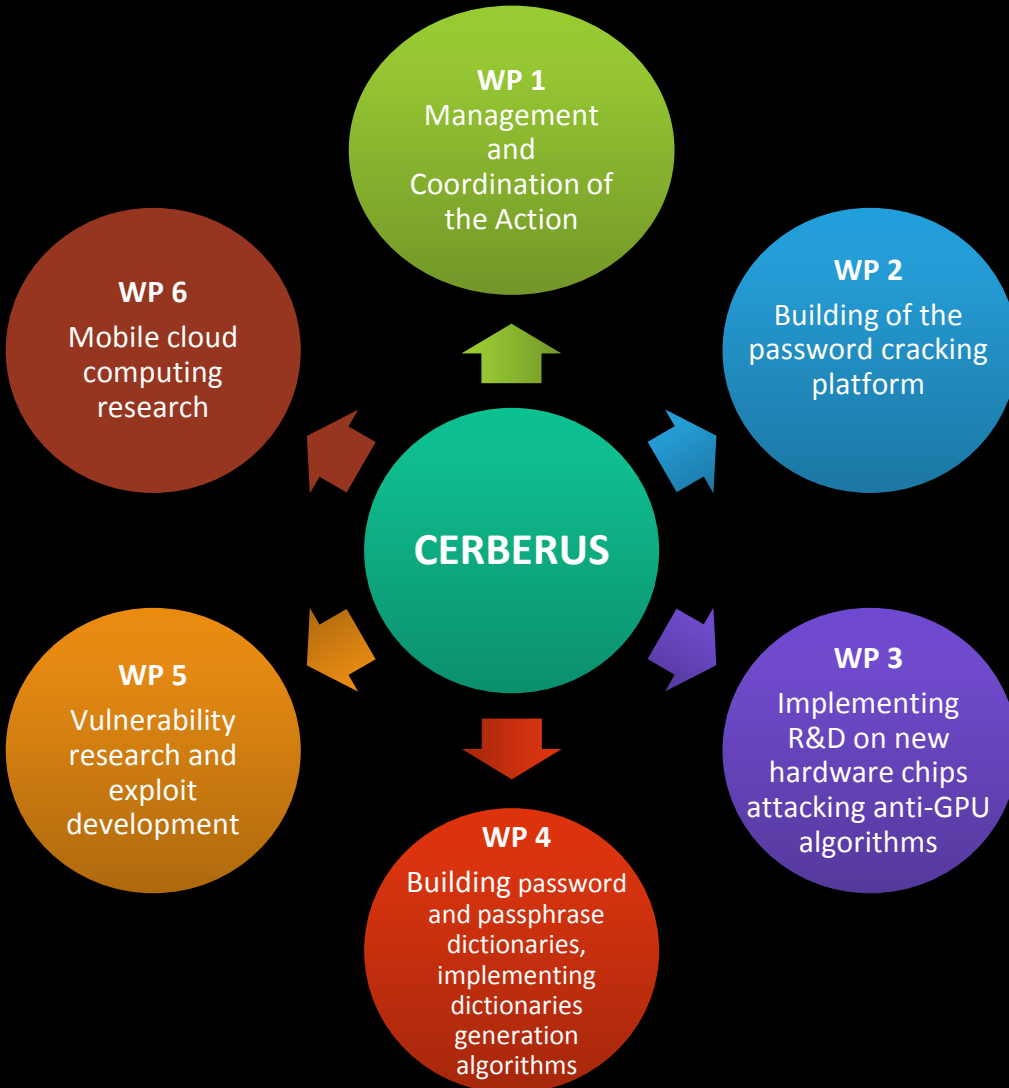 WP 1
Management
and
Coordination of
the Action
WP 6
Mobile cloud
computing
research
WP 2
Building of the
password cracking
platform
CERBERUS
WP 5
Vulnerability
research and
exploit
development
WP 3
Implementing
R&D on new
hardware chips
attacking anti-GPU
algorithms
WP 4
Building password
and passphrase
dictionaries,
implementing
dictionaries
generation
algorithms